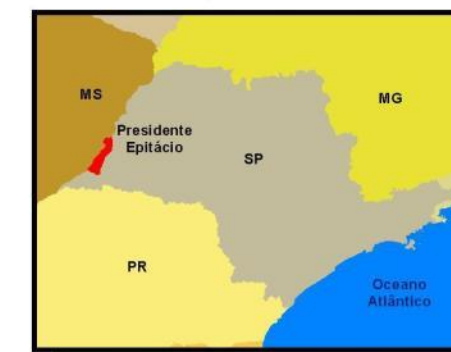 MS
MG
Presidente
Epitácio
SP
PR
Oceano
Atlântico